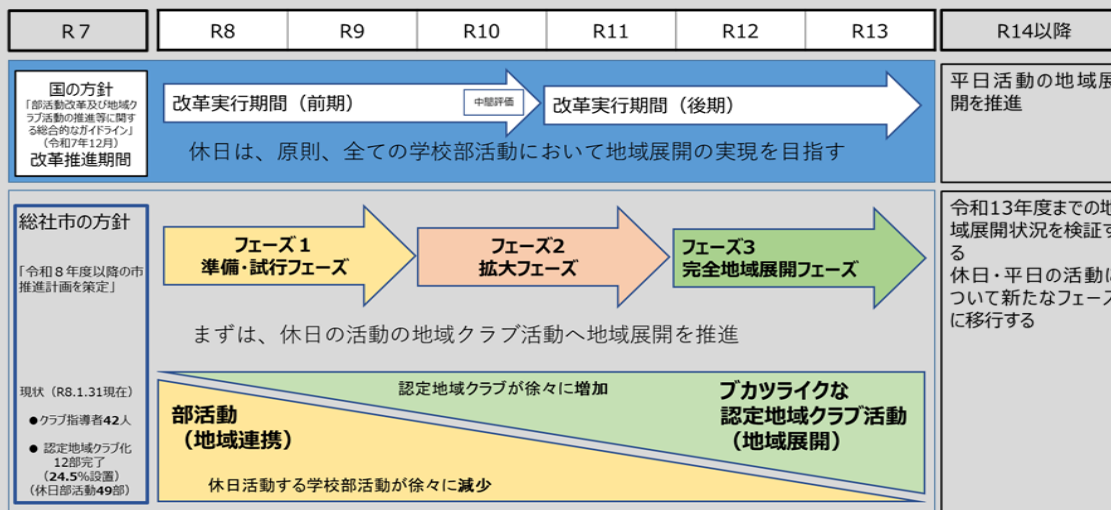 R７
R8
R9
R10
R11
R12
R13
R14以降
国の方針
「部活動改革及び地域ク
ラブ活動の推進等に関す
る総合的なガイドライン」
（令和7年12月）
改革推進期間
改革実行期間（前期）
中間評価
改革実行期間（後期）
休日は、原則、全ての学校部活動において地域展開の実現を目指す
平日活動の地域展
開を推進
総社市の方針
「令和８年度以降の市
推進計画を策定」
フェーズ１
準備・試行フェーズ
フェーズ2
拡大フェーズ
フェーズ3
完全地域展開フェーズ
まずは、休日の活動の地域クラブ活動へ地域展開を推進
令和13年度までの地
域展開状況を検証す
る
休日・平日の活動に
ついて新たなフェーズ
に移行する
現状（R8.1.31現在）
●クラブ指導者42人
● 認定地域クラブ化
12部完了
（24.5%設置）
（休日部活動49部）
認定地域クラブが徐々に増加
部活動
（地域連携）
ブカツライクな
認定地域クラブ活動
（地域展開）
休日活動する学校部活動が徐々に減少